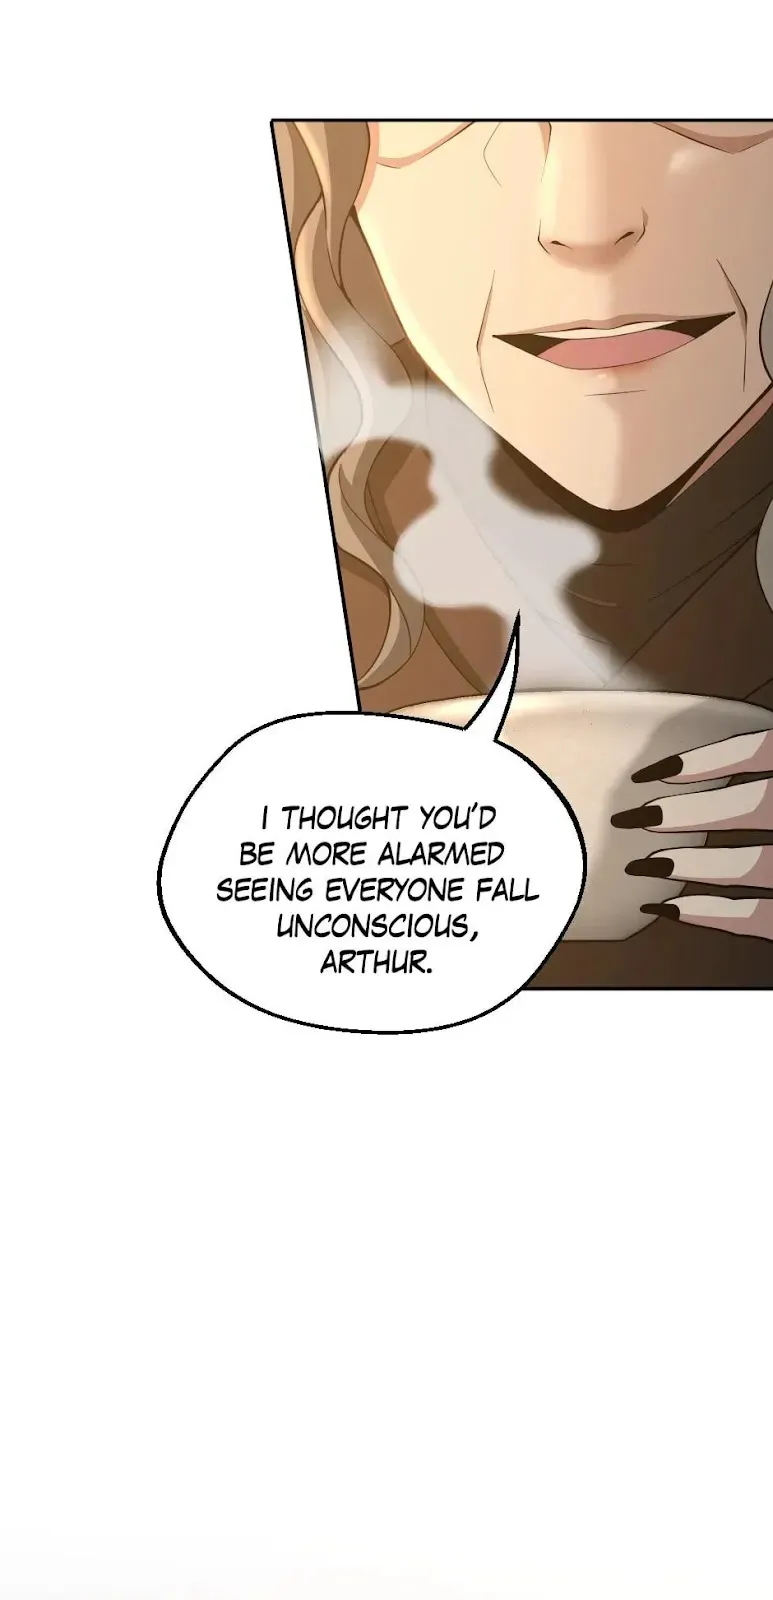 I THOUGHT YOU'D
BE MORE ALARMED
SEEING EVERYONE FALL
UNCONSCIOUS,
ARTHUR.